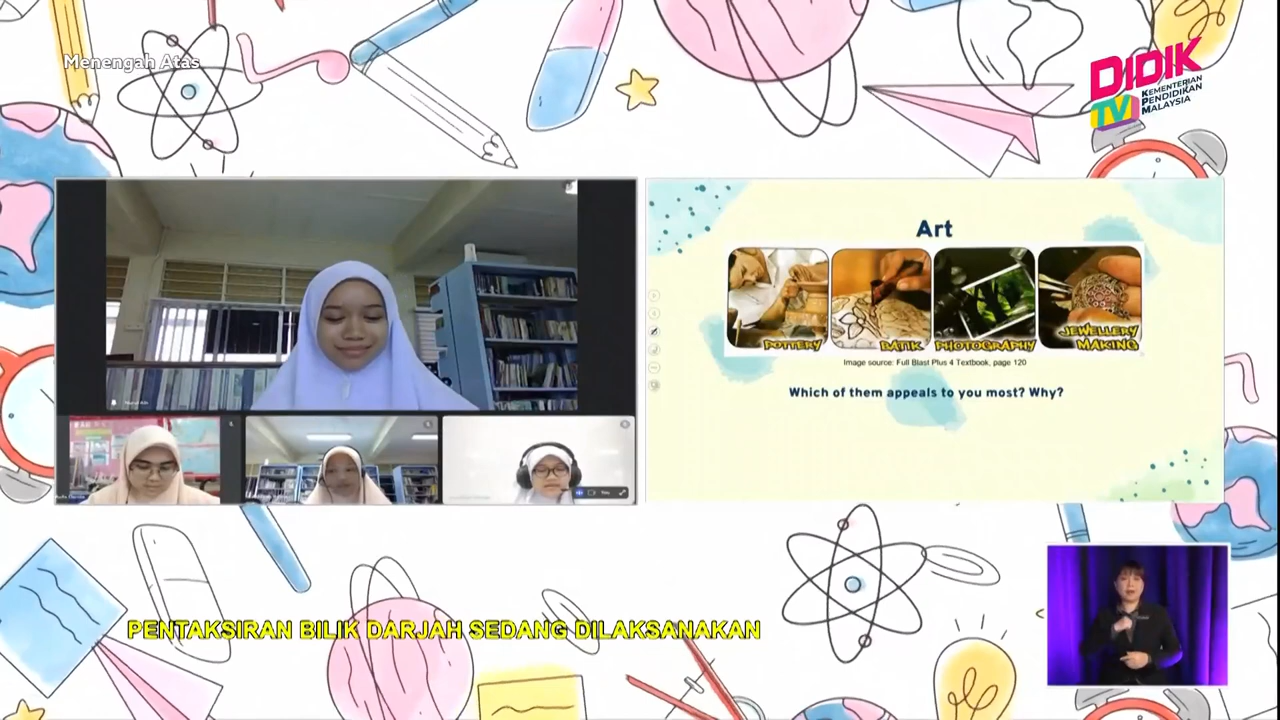 Menengah Atas
DIDIK
TV
KEMENTERIAN
PENDIDIKAN
MALAYSIA
Art
POTTERY
BATIK
PHOTOGRAPHY
JEWELLERY
MAKING
Image source: Full Blast Plus 4 Textbook, page 120
Which of them appeals to you most? Why?
PENTAKSIRAN BILIK DARJAH SEDANG DILAKSANAKAN